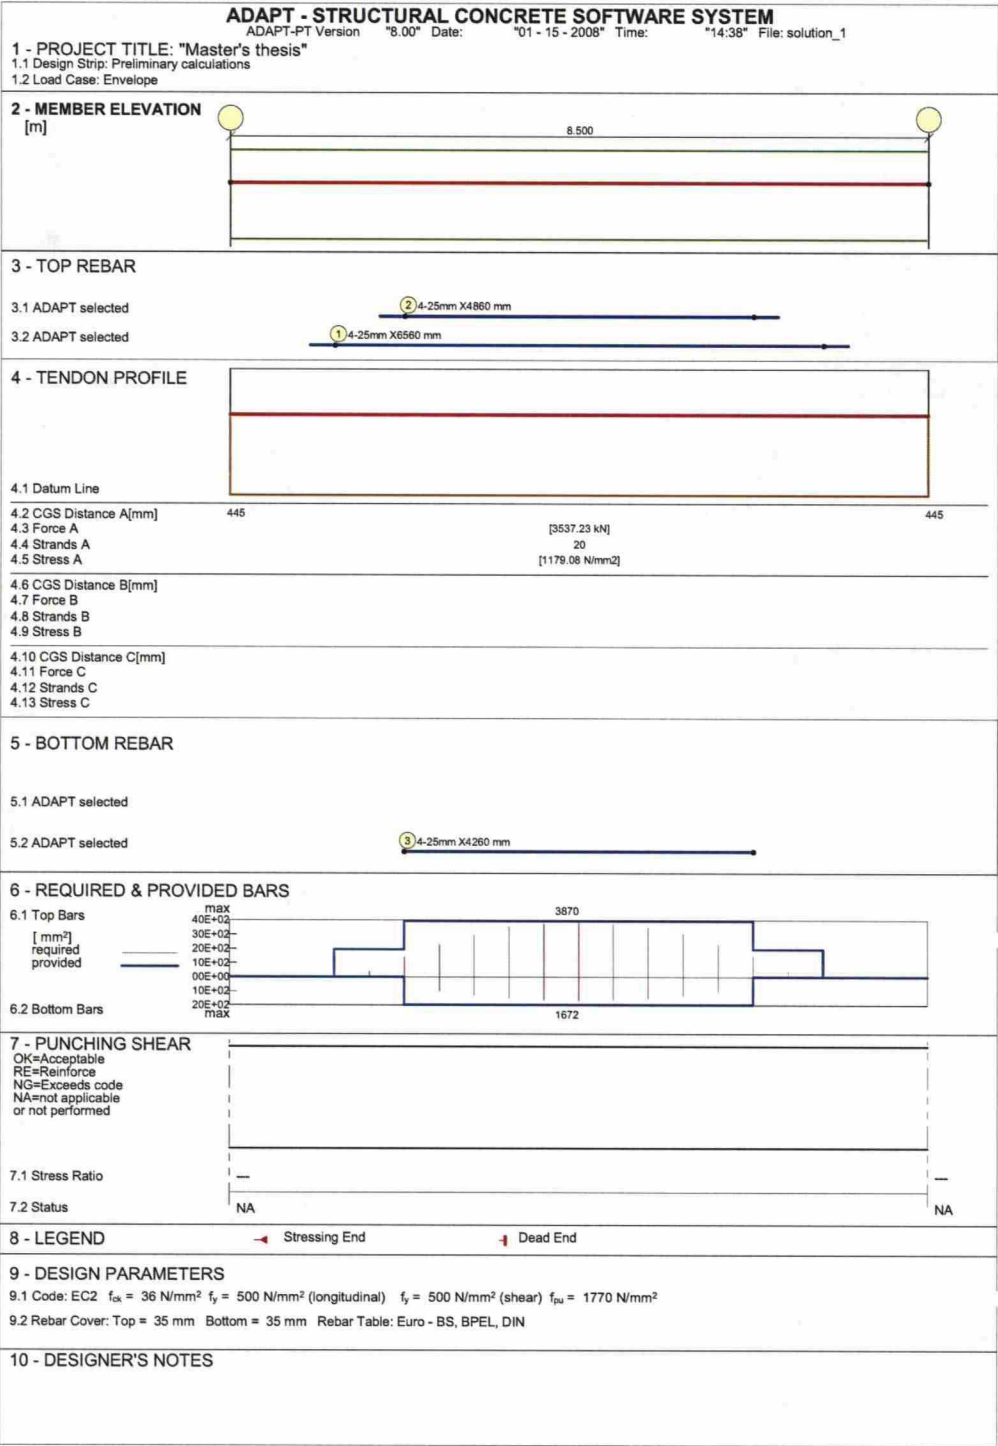 ADAPT - STRUCTURAL CONCRETE SOFTWARE SYSTEM
ADAPT-PT Version "8.00" Date: "01 - 15 - 2008" Time: "14:38" File: solution_1
1 - PROJECT TITLE: "Master's thesis"
1.1 Design Strip: Preliminary calculations
1.2 Load Case: Envelope
2 - MEMBER ELEVATION
[m]
8.500
3 - TOP REBAR
3.1 ADAPT selected
2 4-25mm X4860 mm
3.2 ADAPT selected
1 4-25mm X6560 mm
4 - TENDON PROFILE
4.1 Datum Line
4.2 CGS Distance A[mm] 445 445
4.3 Force A [3537.23 kN]
4.4 Strands A 20
4.5 Stress A [1179.08 N/mm2]
4.6 CGS Distance B[mm]
4.7 Force B
4.8 Strands B
4.9 Stress B
4.10 CGS Distance C[mm]
4.11 Force C
4.12 Strands C
4.13 Stress C
5 - BOTTOM REBAR
5.1 ADAPT selected
5.2 ADAPT selected
3 4-25mm X4260 mm
6 - REQUIRED & PROVIDED BARS
6.1 Top Bars
max
3870
40E+02
30E+02
[ mm²]
required
20E+02
provided
10E+02
00E+00
10E+02
6.2 Bottom Bars
20E+02
max
1672
7 - PUNCHING SHEAR
OK=Acceptable
RE=Reinforce
NG=Exceeds code
NA=not applicable
or not performed
7.1 Stress Ratio --- ---
7.2 Status NA NA
8 - LEGEND Stressing End Dead End
9 - DESIGN PARAMETERS
9.1 Code: EC2 fck = 36 N/mm² fy = 500 N/mm² (longitudinal) fy = 500 N/mm² (shear) fpu = 1770 N/mm²
9.2 Rebar Cover: Top = 35 mm Bottom = 35 mm Rebar Table: Euro - BS, BPEL, DIN
10 - DESIGNER'S NOTES